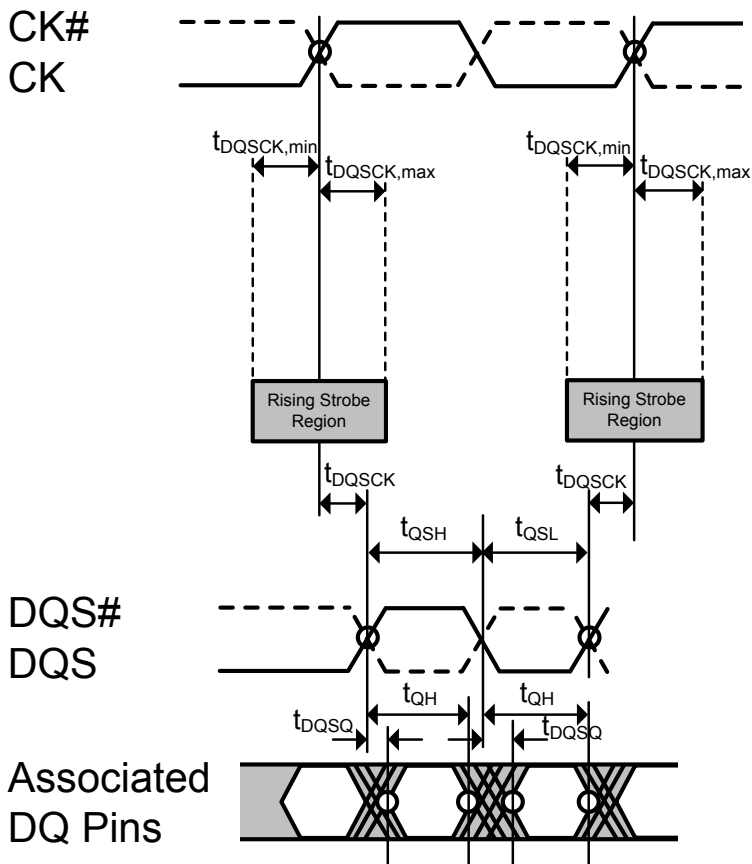 CK#
CK
tDQSCK,min
tDQSCK,max
tDQSCK,min
tDQSCK,max
Rising Strobe
Region
Rising Strobe
Region
tDQSCK
tDQSCK
tQSH
tQSL
DQS#
DQS
tQH
tQH
tDQSQ
tDQSQ
Associated
DQ Pins